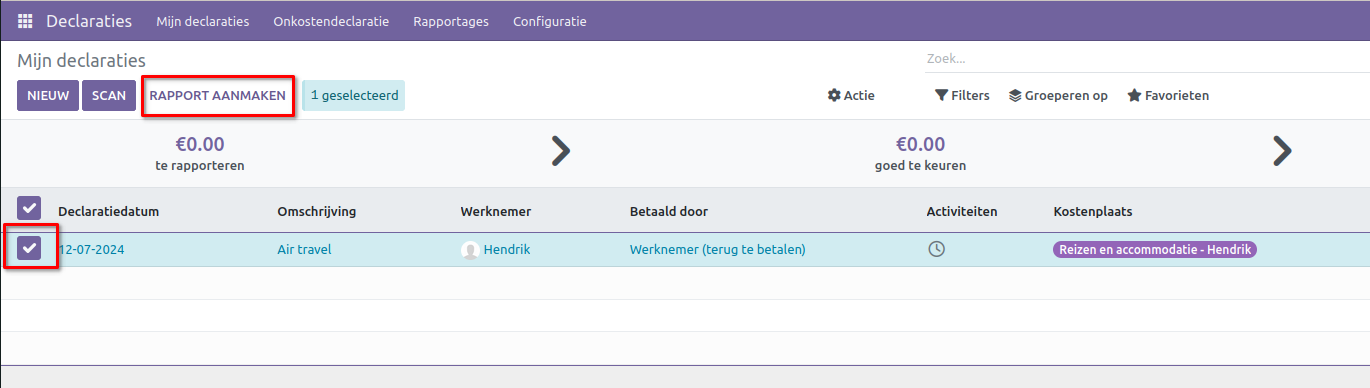 Declaraties Mijn declaraties Onkostendeclaratie Rapportages Configuratie
Mijn declaraties Zoek...
NIEUW SCAN RAPPORT AANMAKEN 1 geselecteerd Actie Filters Groeperen op Favorieten
€0.00 €0.00
te rapporteren goed te keuren
Declaratiedatum Omschrijving Werknemer Betaald door Activiteiten Kostenplaats
12-07-2024 Air travel Hendrik Werknemer (terug te betalen) Reizen en accommodatie - Hendrik